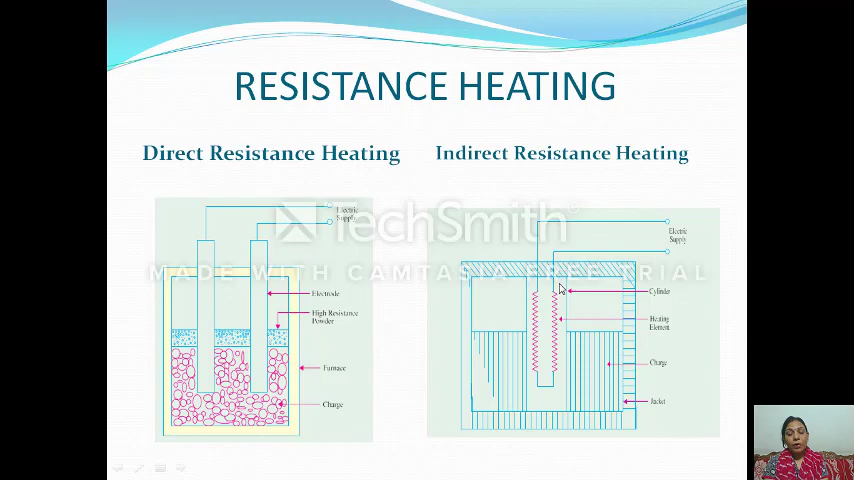 RESISTANCE HEATING
Direct Resistance Heating
Indirect Resistance Heating
Electric
Supply
Electrode
High Resistance
Powder
Furnace
Charge
Electric
Supply
Cylinder
Heating
Element
Charge
Jacket
TechSmith
MADE WITH CAMTASIA FREE TRIAL